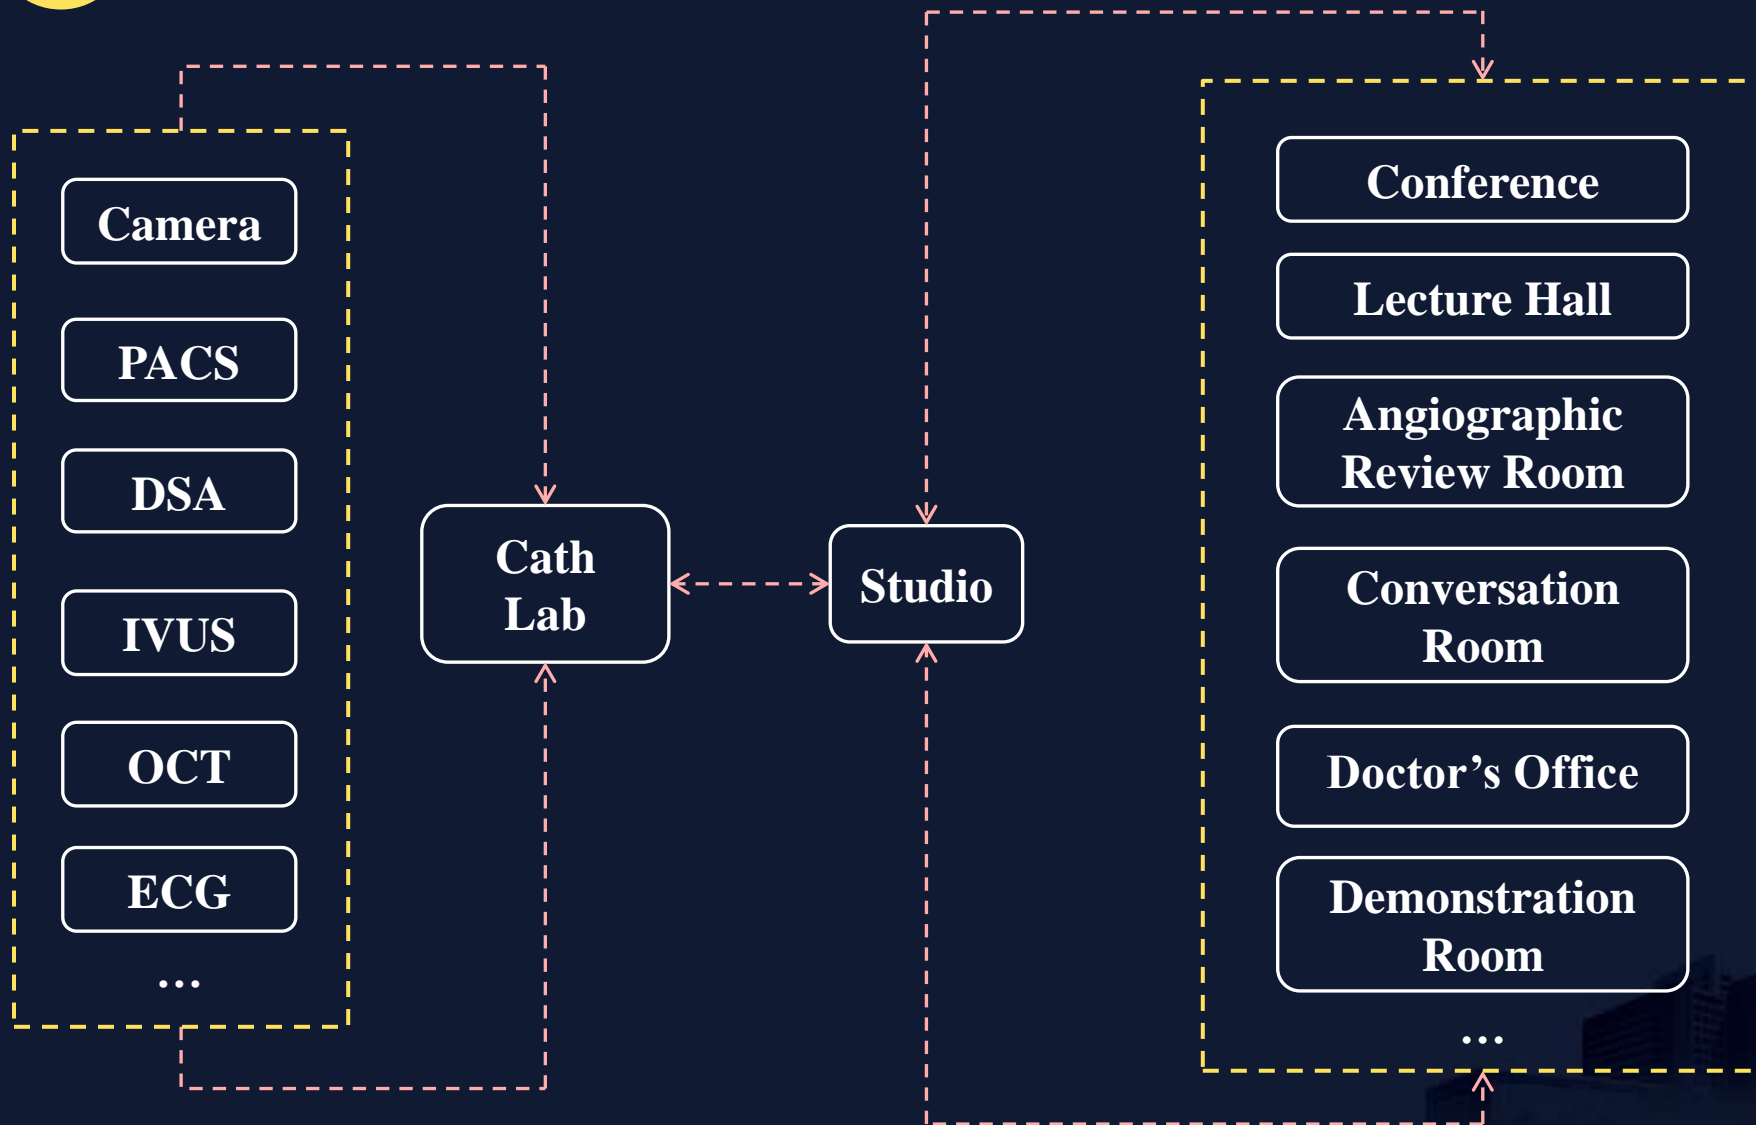 Camera
PACS
DSA
IVUS
OCT
ECG
...
Cath
Lab
Studio
Conference
Lecture Hall
Angiographic
Review Room
Conversation
Room
Doctor’s Office
Demonstration
Room
...